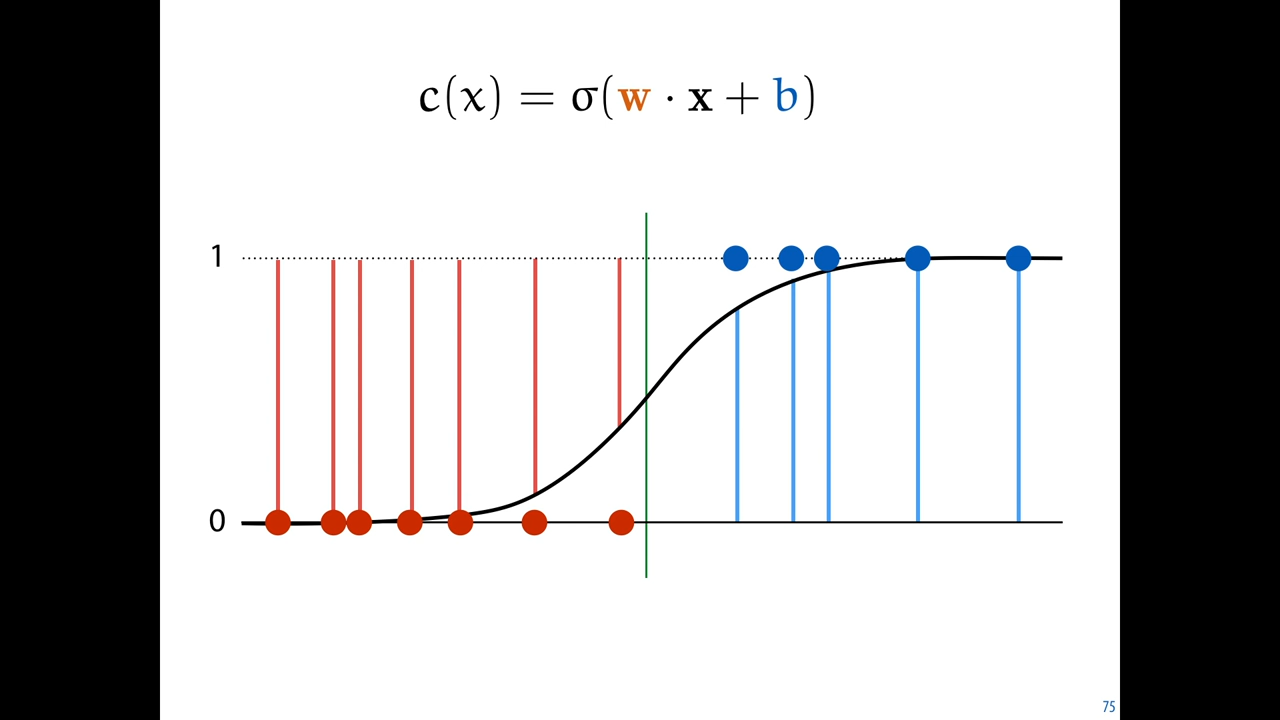 c(x) = σ(w · x + b)
1
0
75